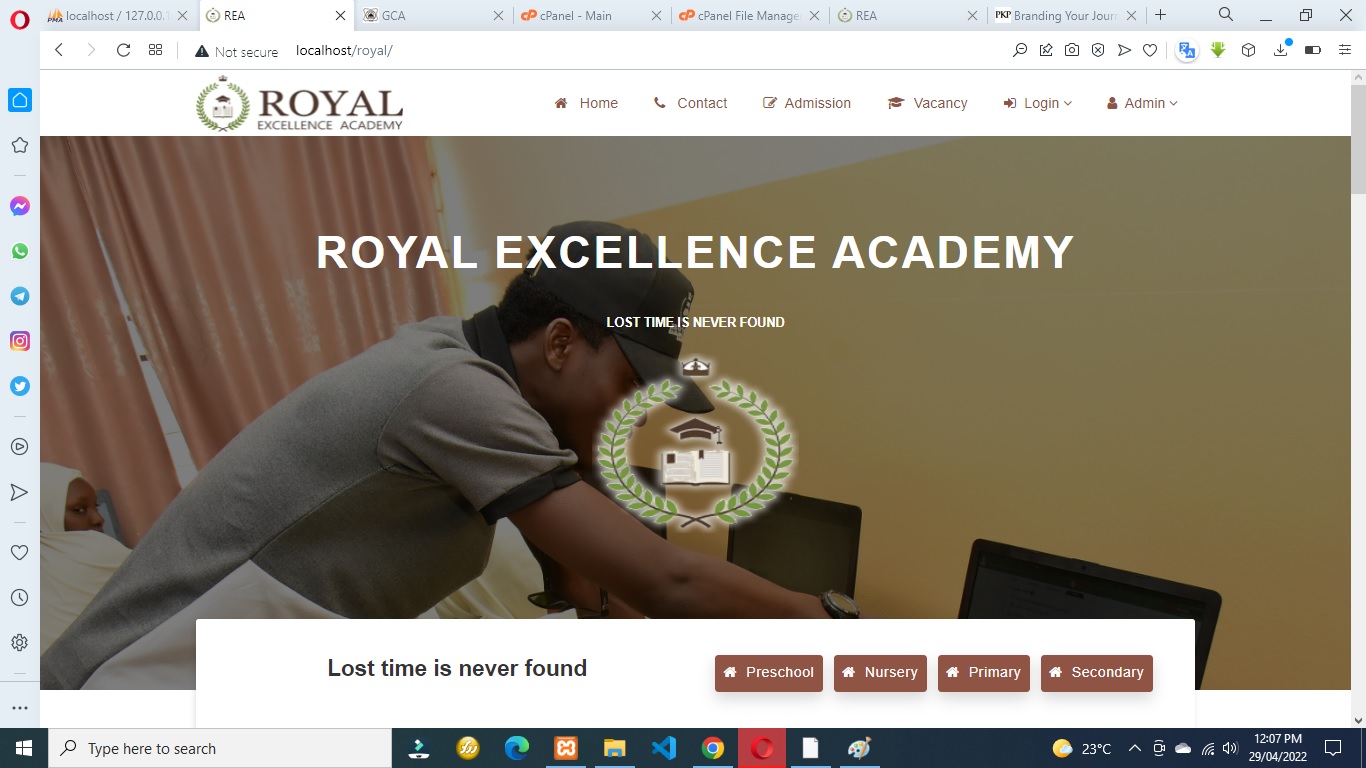 localhost / 127.0.0.1
REA
GCA
cPanel - Main
cPanel File Manage
REA
PKP Branding Your Journ
Not secure localhost/royal/
ROYAL
EXCELLENCE ACADEMY
Home
Contact
Admission
Vacancy
Login
Admin
ROYAL EXCELLENCE ACADEMY
LOST TIME IS NEVER FOUND
Lost time is never found
Preschool
Nursery
Primary
Secondary
Type here to search
23°C
12:07 PM
29/04/2022